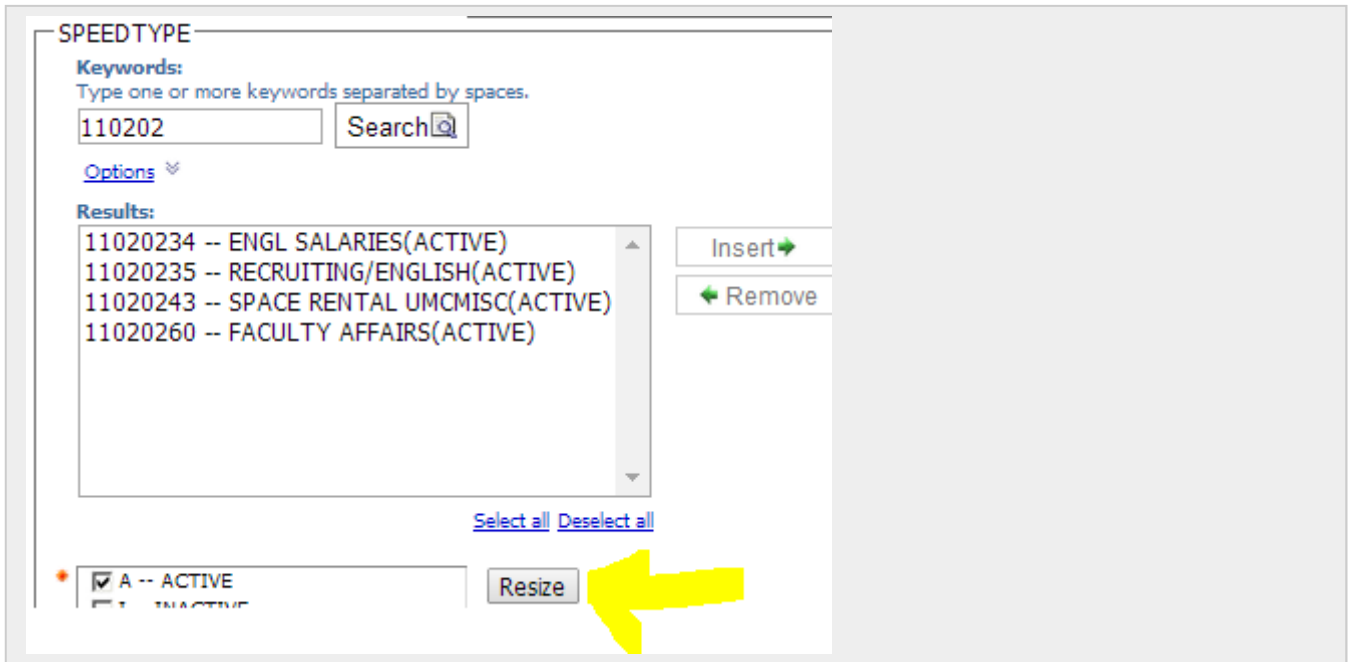 SPEEDTYPE
Keywords:
Type one or more keywords separated by spaces.
110202
Search
Options
Results:
11020234 -- ENGL SALARIES(ACTIVE)
11020235 -- RECRUITING/ENGLISH(ACTIVE)
11020243 -- SPACE RENTAL UMCMISC(ACTIVE)
11020260 -- FACULTY AFFAIRS(ACTIVE)
Insert
Remove
Select all Deselect all
A -- ACTIVE
Resize
I -- INACTIVE